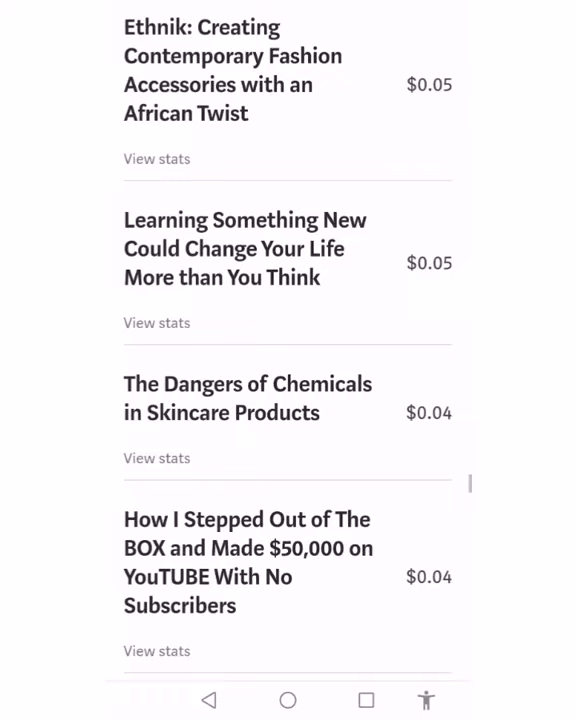 Ethnik: Creating
Contemporary Fashion
Accessories with an
African Twist
$0.05
View stats
Learning Something New
Could Change Your Life
More than You Think
$0.05
View stats
The Dangers of Chemicals
in Skincare Products
$0.04
View stats
How I Stepped Out of The
BOX and Made $50,000 on
YouTUBE With No
Subscribers
$0.04
View stats